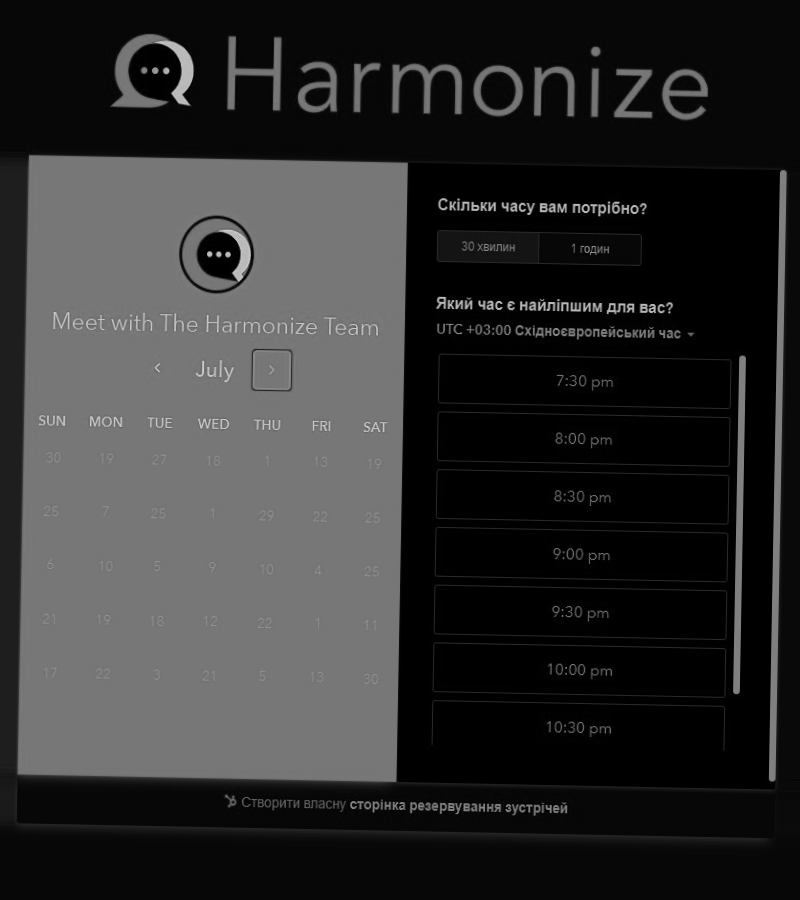 Harmonize
Meet with The Harmonize Team
July
SUN MON TUE WED THU FRI SAT
30 19 27 18 1 13 19
25 7 25 1 29 22 25
6 10 5 9 10 4 25
21 19 18 12 22 1 11
17 22 3 21 5 13 30
Скільки часу вам потрібно?
30 хвилин 1 годин
Який час є найліпшим для вас?
UTC +03:00 Східноєвропейський час
7:30 pm
8:00 pm
8:30 pm
9:00 pm
9:30 pm
10:00 pm
10:30 pm
Створити власну сторінка резервування зустрічей